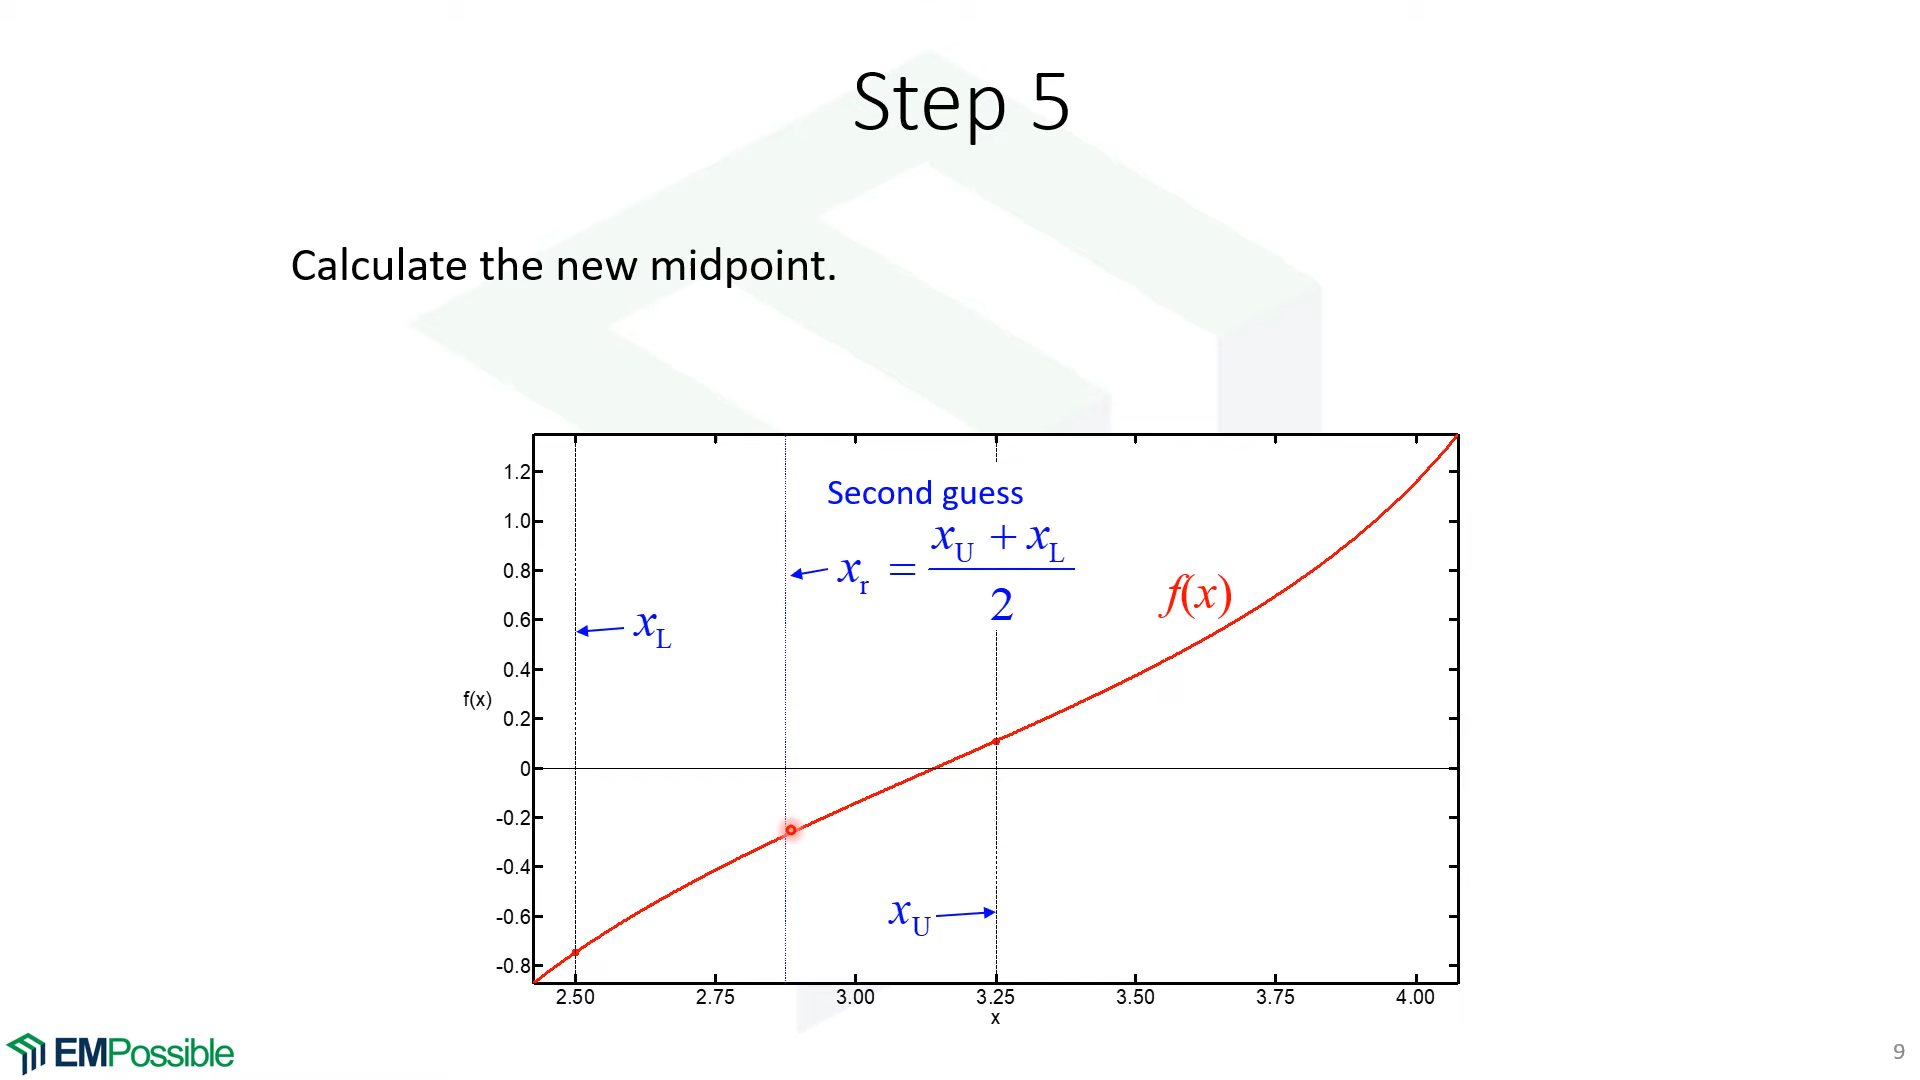 Step 5
Calculate the new midpoint.
Second guess
x_r = (x_U + x_L) / 2
f(x)
x_L
x_U
1.2
1.0
0.8
0.6
0.4
0.2
0
-0.2
-0.4
-0.6
-0.8
f(x)
2.50 2.75 3.00 3.25 3.50 3.75 4.00
x
EMPossible
9